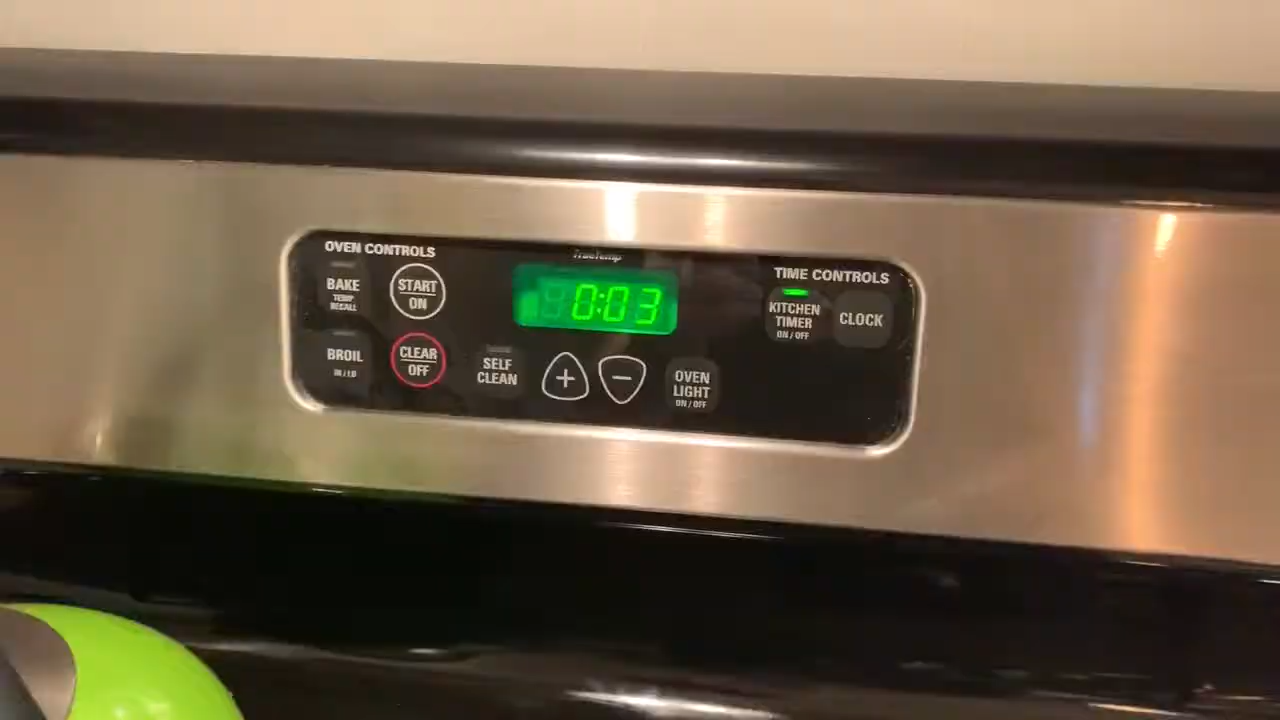 OVEN CONTROLS
BAKE
TEMP
RECALL
START
ON
BROIL
HI / LO
CLEAR
OFF
SELF
CLEAN
TrueTemp
0:03
+
−
OVEN
LIGHT
ON / OFF
TIME CONTROLS
KITCHEN
TIMER
ON / OFF
CLOCK